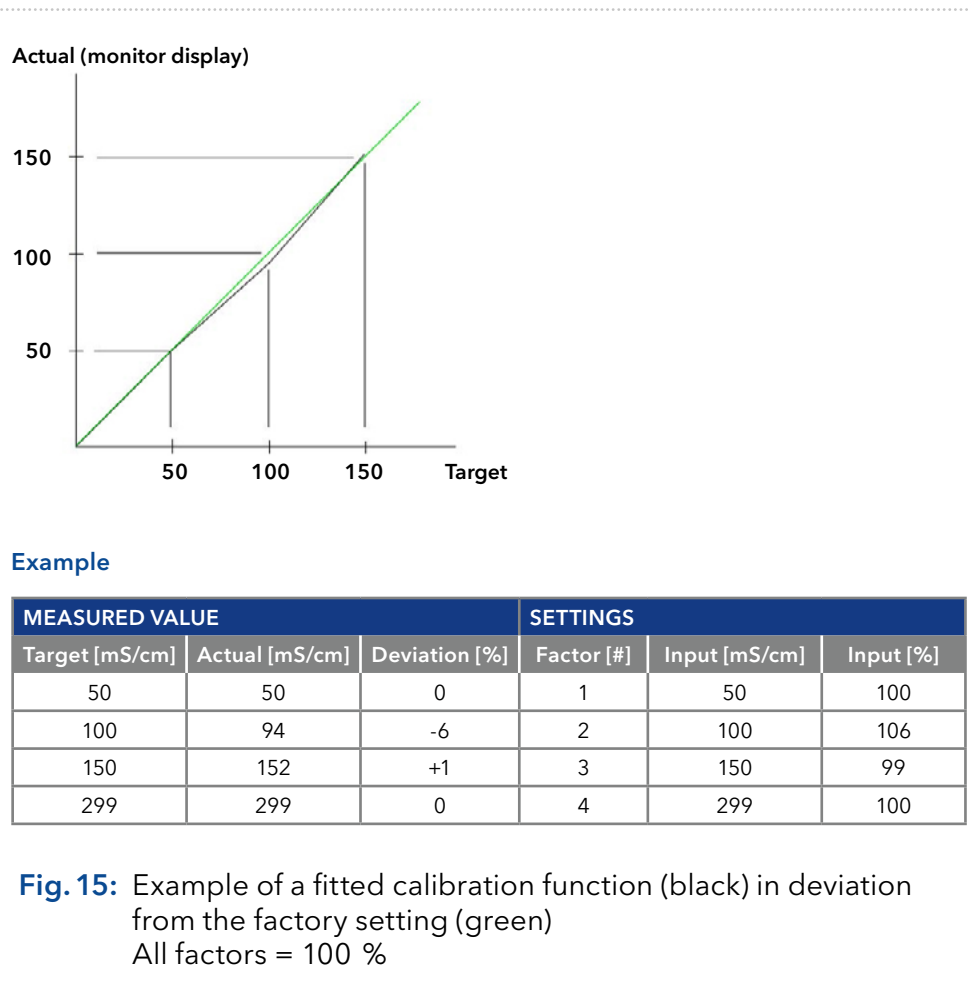 Actual (monitor display)
150
100
50
50 100 150 Target
Example
MEASURED VALUE SETTINGS
Target [mS/cm] Actual [mS/cm] Deviation [%] Factor [#] Input [mS/cm] Input [%]
50 50 0 1 50 100
100 94 -6 2 100 106
150 152 +1 3 150 99
299 299 0 4 299 100
Fig. 15: Example of a fitted calibration function (black) in deviation
from the factory setting (green)
All factors = 100 %